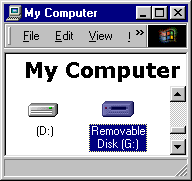 My Computer
File Edit View !
My Computer
(D:)
Removable
Disk (G:)